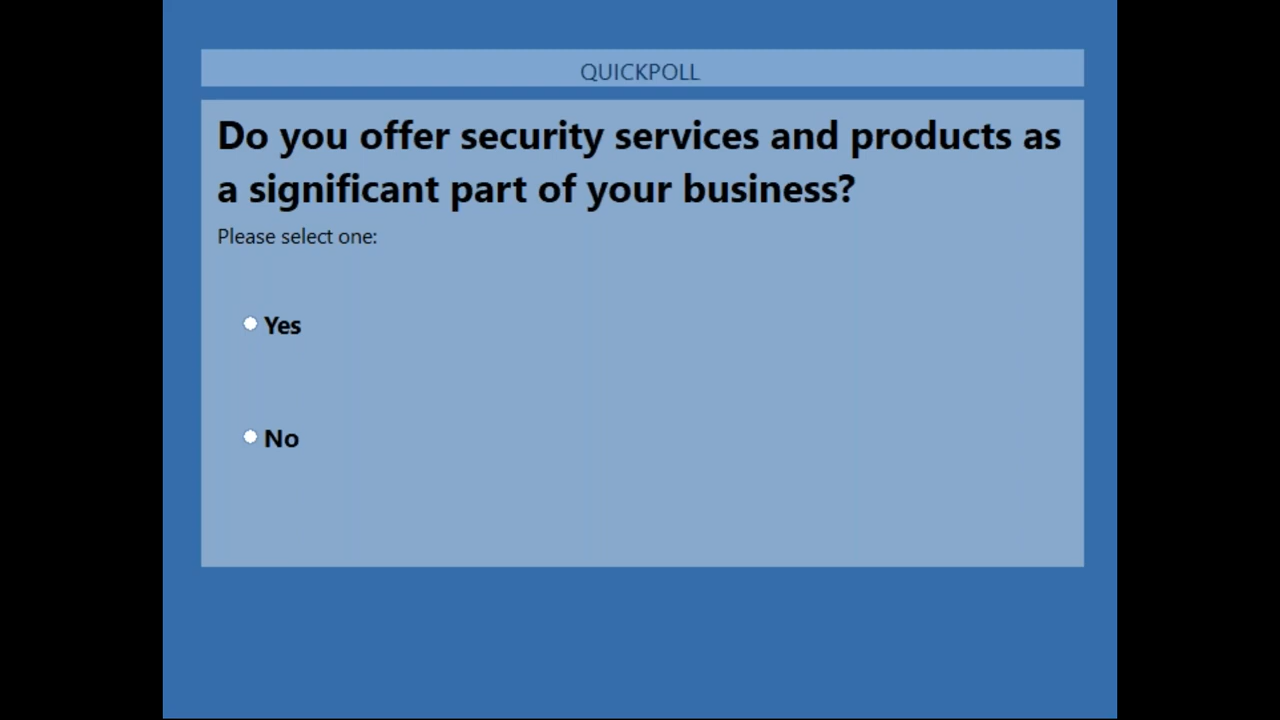 QUICKPOLL
Do you offer security services and products as
a significant part of your business?
Please select one:
Yes
No